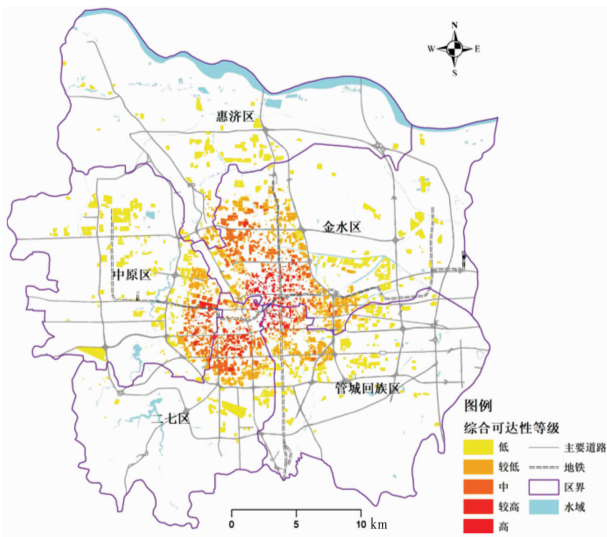 N
W E
S
惠济区
金水区
中原区
管城回族区
二七区
图例
综合可达性等级
低 主要道路
较低 地铁
中 区界
较高 水域
高
0 5 10 km